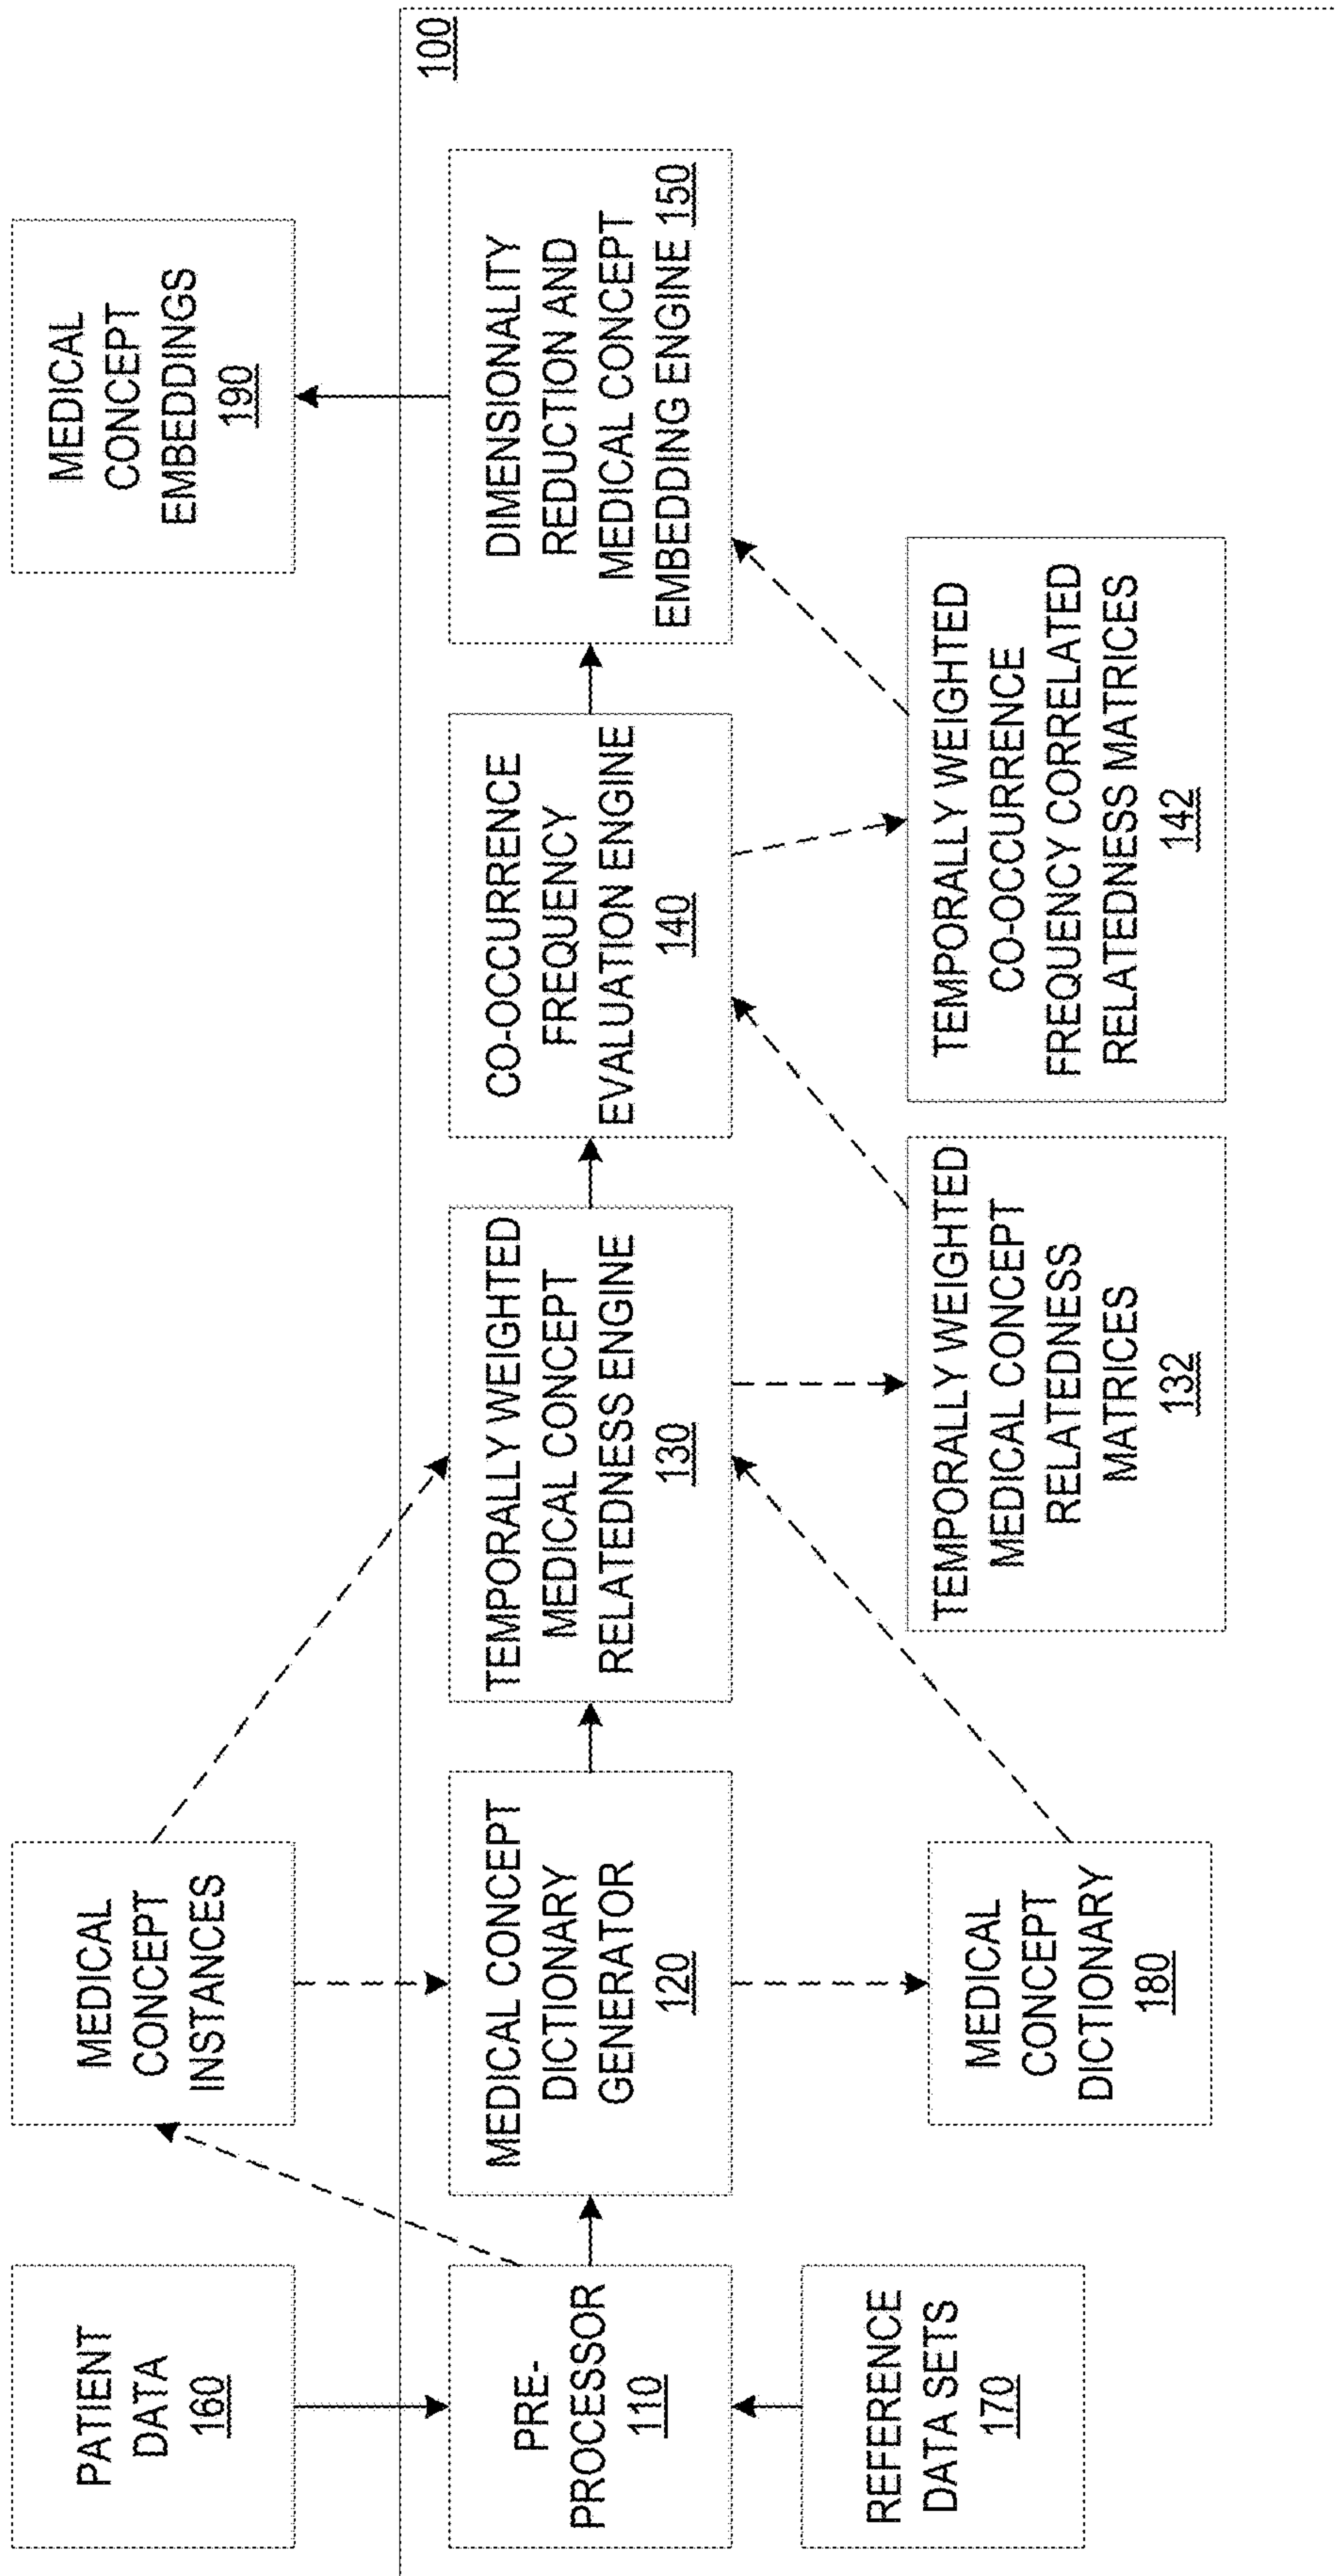 PATIENT
DATA
160
MEDICAL
CONCEPT
INSTANCES
MEDICAL
CONCEPT
EMBEDDINGS
190
100
PRE-
PROCESSOR
110
MEDICAL CONCEPT
DICTIONARY
GENERATOR
120
TEMPORALLY WEIGHTED
MEDICAL CONCEPT
RELATEDNESS ENGINE
130
CO-OCCURRENCE
FREQUENCY
EVALUATION ENGINE
140
DIMENSIONALITY
REDUCTION AND
MEDICAL CONCEPT
EMBEDDING ENGINE 150
REFERENCE
DATA SETS
170
MEDICAL
CONCEPT
DICTIONARY
180
TEMPORALLY WEIGHTED
MEDICAL CONCEPT
RELATEDNESS
MATRICES
132
TEMPORALLY WEIGHTED
CO-OCCURRENCE
FREQUENCY CORRELATED
RELATEDNESS MATRICES
142